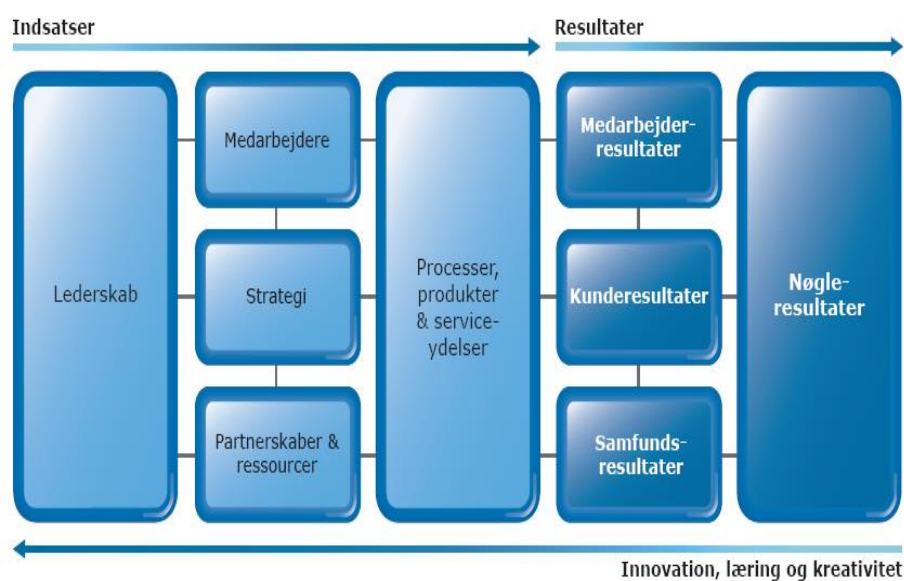 Indsatser
Resultater
Lederskab
Medarbejdere
Strategi
Partnerskaber &
ressourcer
Processer,
produkter
& service-
ydelser
Medarbejder-
resultater
Kunderesultater
Samfunds-
resultater
Nøgle-
resultater
Innovation, læring og kreativitet